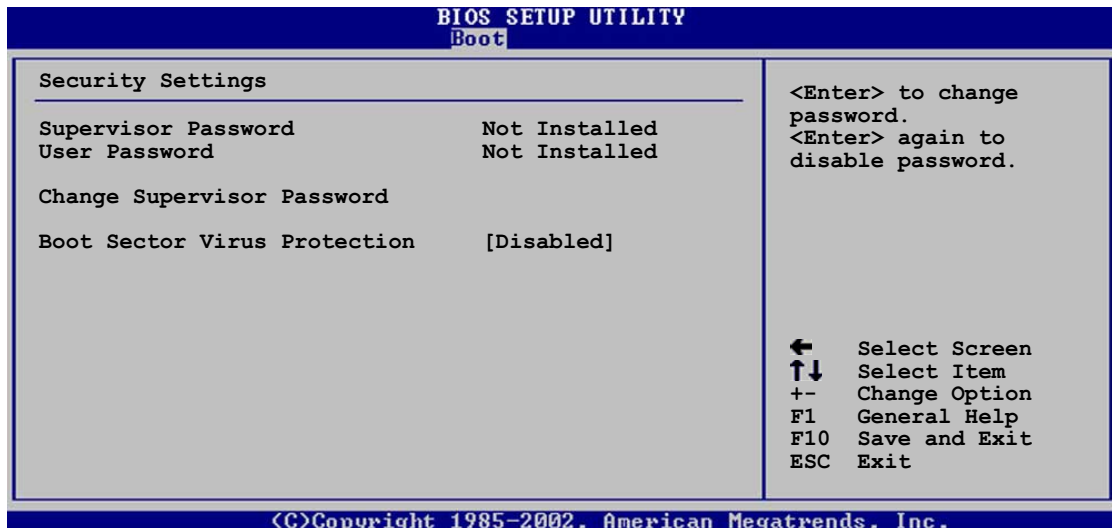 BIOS SETUP UTILITY
Boot
Security Settings
Supervisor Password Not Installed
User Password Not Installed
Change Supervisor Password
Boot Sector Virus Protection [Disabled]
<Enter> to change
password.
<Enter> again to
disable password.
← Select Screen
↑↓ Select Item
+- Change Option
F1 General Help
F10 Save and Exit
ESC Exit
(C)Copyright 1985-2002, American Megatrends, Inc.